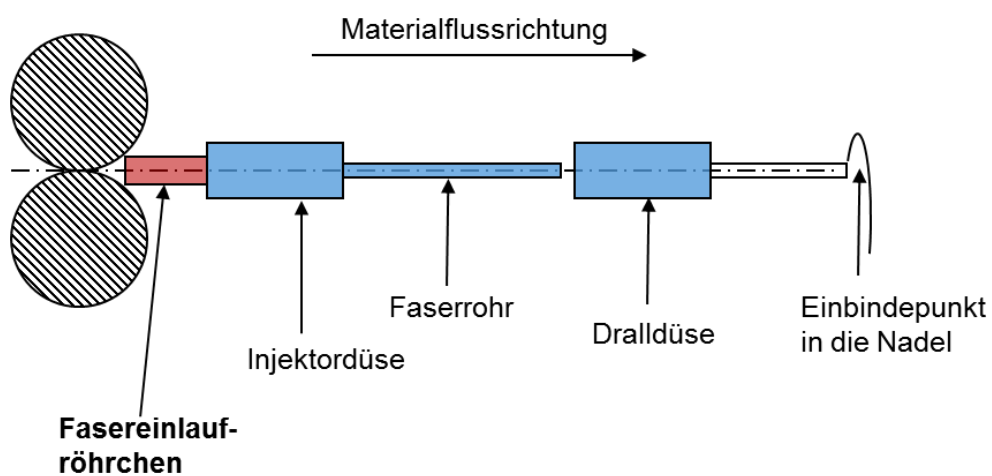 Materialflussrichtung
Faserrohr
Einbindepunkt
in die Nadel
Dralldüse
Injektordüse
Fasereinlauf-
röhrchen